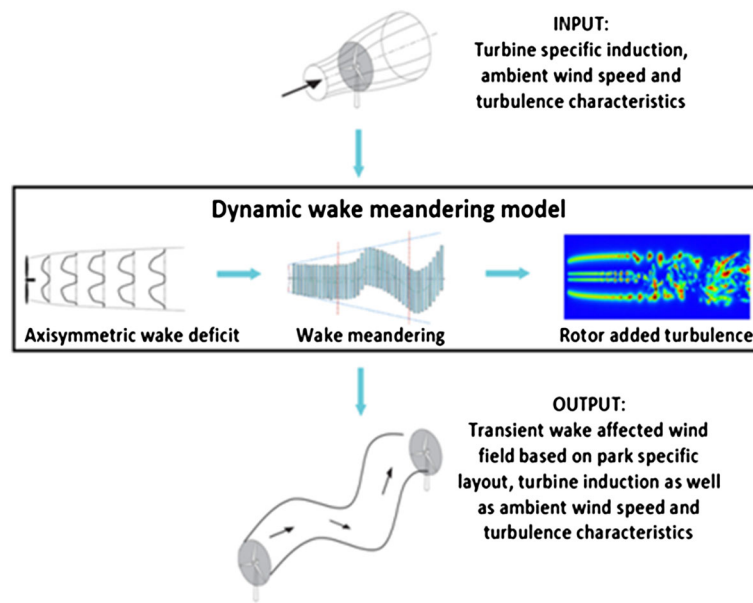 INPUT:
Turbine specific induction,
ambient wind speed and
turbulence characteristics
Dynamic wake meandering model
Axisymmetric wake deficit
Wake meandering
Rotor added turbulence
OUTPUT:
Transient wake affected wind
field based on park specific
layout, turbine induction as well
as ambient wind speed and
turbulence characteristics